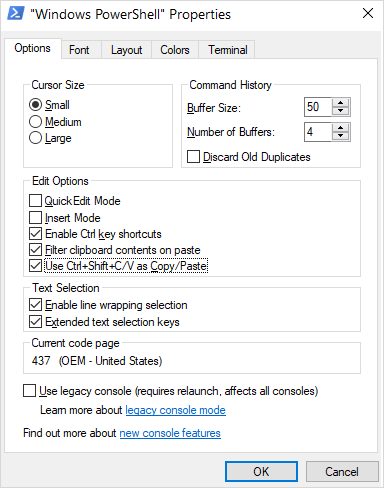 "Windows PowerShell" Properties
Options Font Layout Colors Terminal
Cursor Size
Small
Medium
Large
Command History
Buffer Size: 50
Number of Buffers: 4
Discard Old Duplicates
Edit Options
QuickEdit Mode
Insert Mode
Enable Ctrl key shortcuts
Filter clipboard contents on paste
Use Ctrl+Shift+C/V as Copy/Paste
Text Selection
Enable line wrapping selection
Extended text selection keys
Current code page
437 (OEM - United States)
Use legacy console (requires relaunch, affects all consoles)
Learn more about legacy console mode
Find out more about new console features
OK Cancel